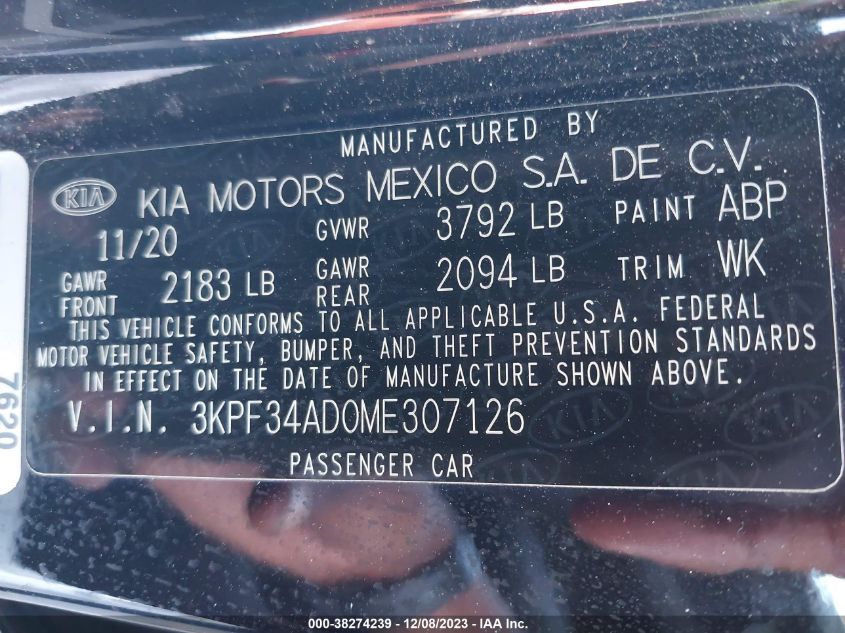 MANUFACTURED BY
KIA KIA MOTORS MEXICO S.A. DE C.V.
11/20 GVWR 3792 LB PAINT ABP
GAWR FRONT 2183 LB GAWR REAR 2094 LB TRIM WK
THIS VEHICLE CONFORMS TO ALL APPLICABLE U.S.A. FEDERAL
MOTOR VEHICLE SAFETY, BUMPER, AND THEFT PREVENTION STANDARDS
IN EFFECT ON THE DATE OF MANUFACTURE SHOWN ABOVE.
V.I.N. 3KPF34AD0ME307126
PASSENGER CAR
7620
000-38274239 - 12/08/2023 - IAA Inc.